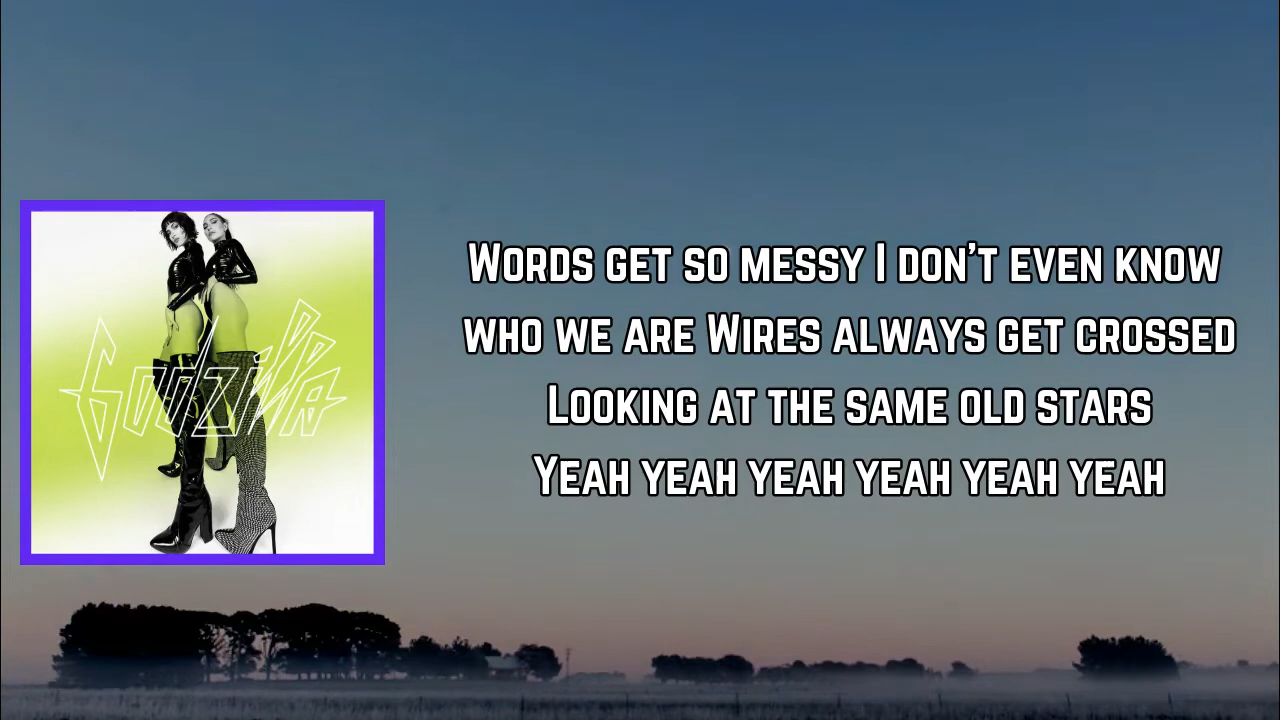 Godzilla
Words get so messy I don't even know
who we are Wires always get crossed
Looking at the same old stars
Yeah yeah yeah yeah yeah yeah